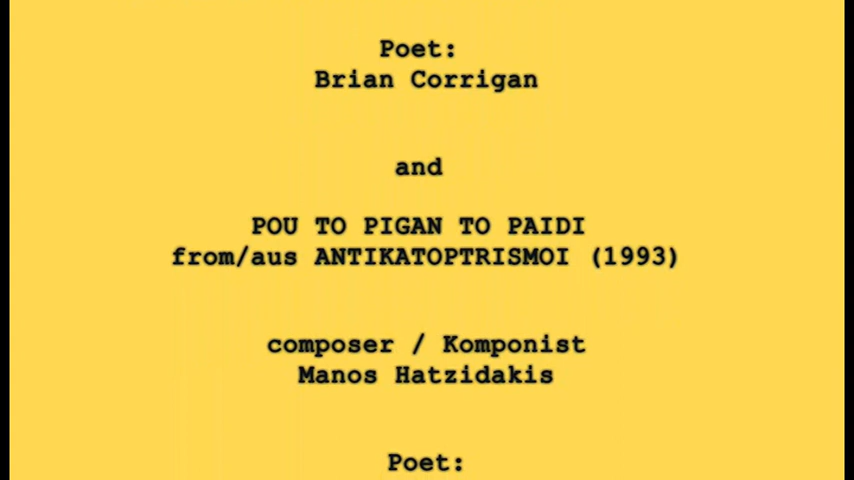 Poet:
Brian Corrigan
and
POU TO PIGAN TO PAIDI
from/aus ANTIKATOPTRISMOI (1993)
composer / Komponist
Manos Hatzidakis
Poet: